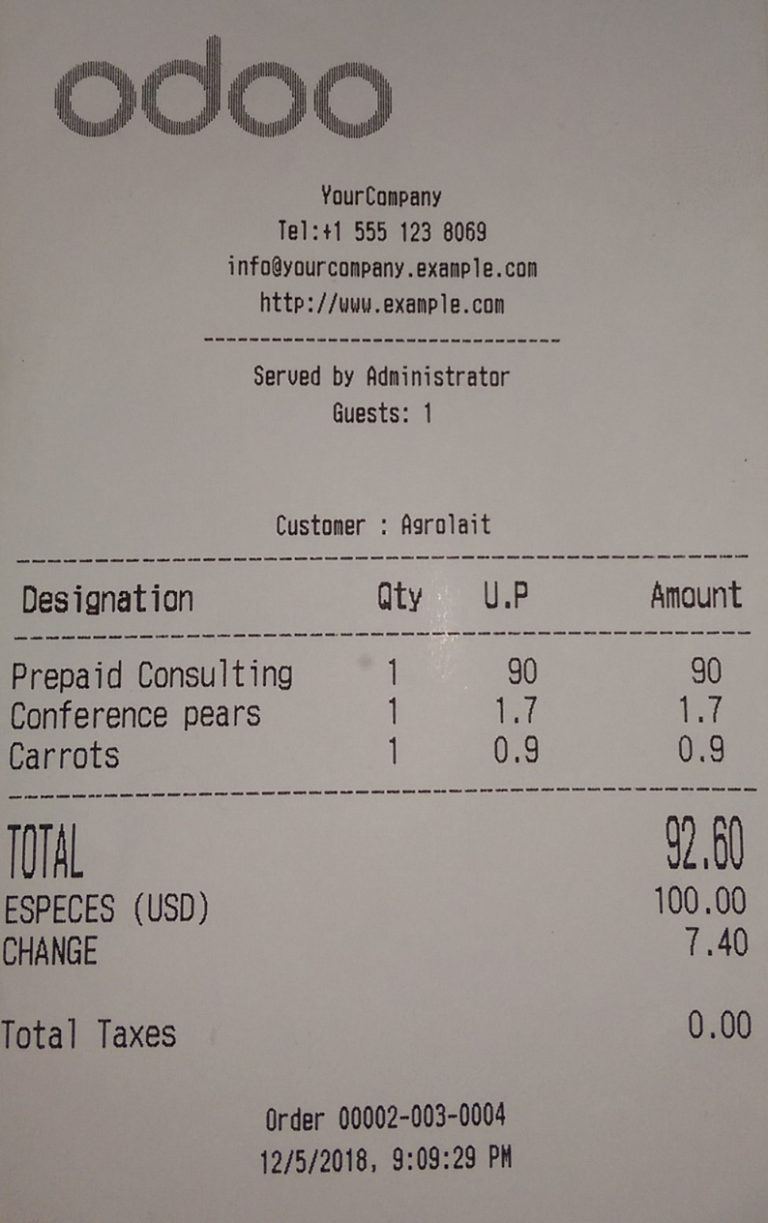 odoo
YourCompany
Tel:+1 555 123 8069
info@yourcompany.example.com
http://www.example.com
--------------------------------
Served by Administrator
Guests: 1
Customer : Agrolait
------------------------------------------------
Designation Qty U.P Amount
------------------------------------------------
Prepaid Consulting 1 90 90
Conference pears 1 1.7 1.7
Carrots 1 0.9 0.9
------------------------------------------------
TOTAL 92.60
ESPECES (USD) 100.00
CHANGE 7.40
Total Taxes 0.00
Order 00002-003-0004
12/5/2018, 9:09:29 PM